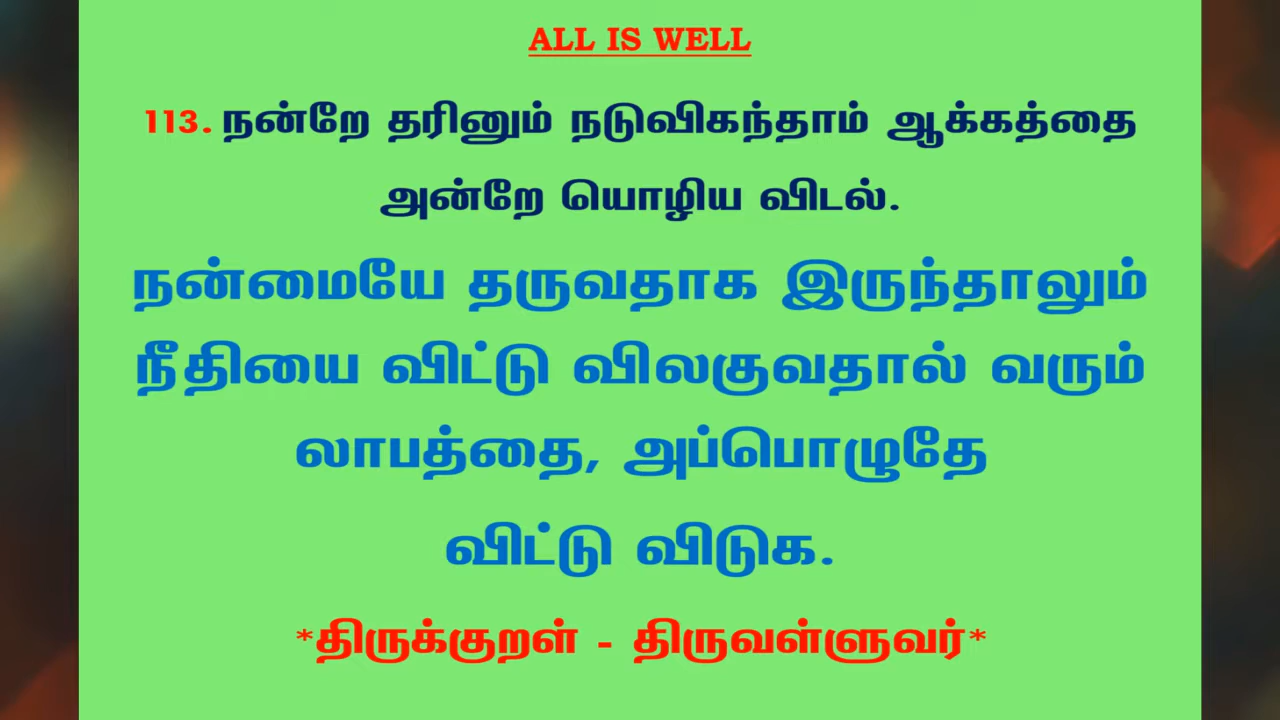 ALL IS WELL
113. நன்றே தரினும் நடுவிகந்தாம் ஆக்கத்தை
அன்றே யொழிய விடல்.
நன்மையே தருவதாக இருந்தாலும்
நீதியை விட்டு விலகுவதால் வரும்
லாபத்தை, அப்பொழுதே
விட்டு விடுக.
*திருக்குறள் - திருவள்ளுவர்*